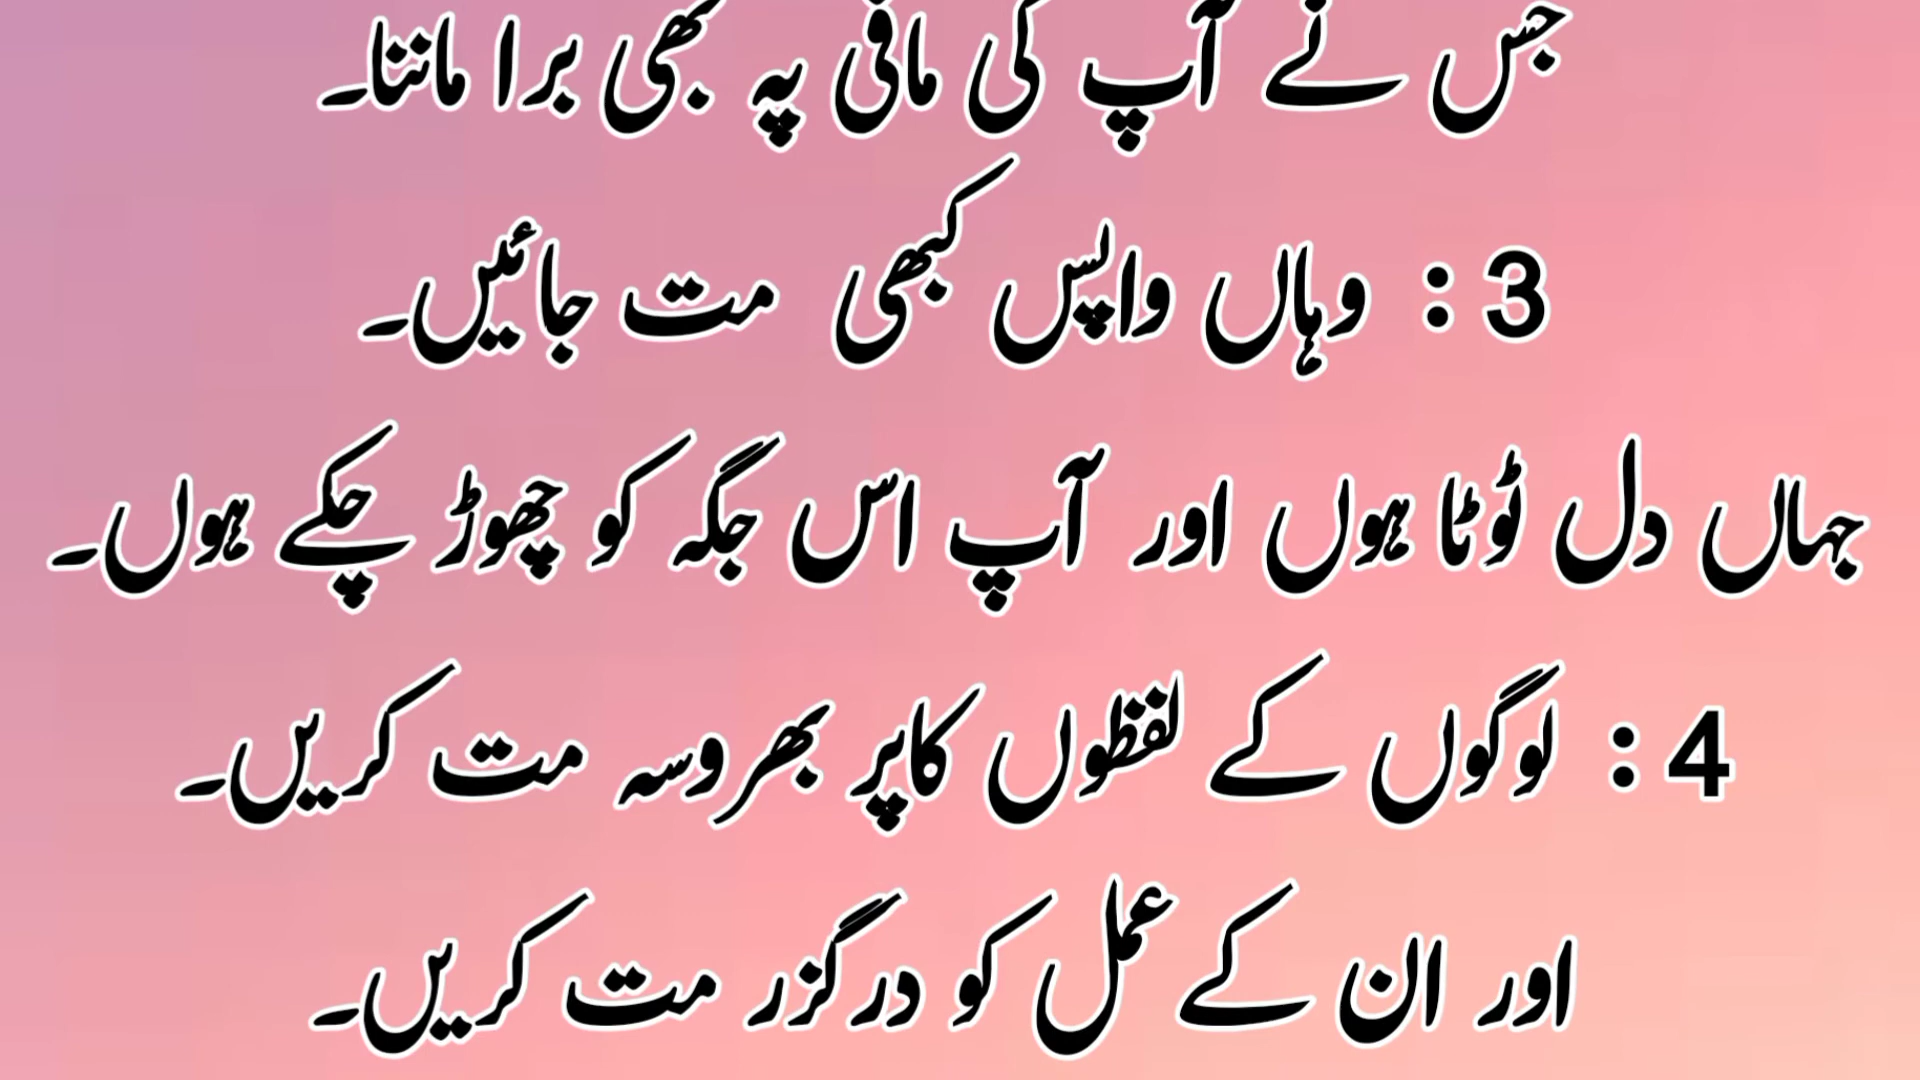 جس نے آپ کی مافی پہ بھی برا ماننا۔
3 : وہاں واپس کبھی مت جائیں۔
جہاں دل ٹوٹا ہوں اور آپ اس جگہ کو چھوڑ چکے ہوں۔
4 : لوگوں کے لفظوں کاپر بھروسہ مت کریں۔
اور ان کے عمل کو درگزر مت کریں۔